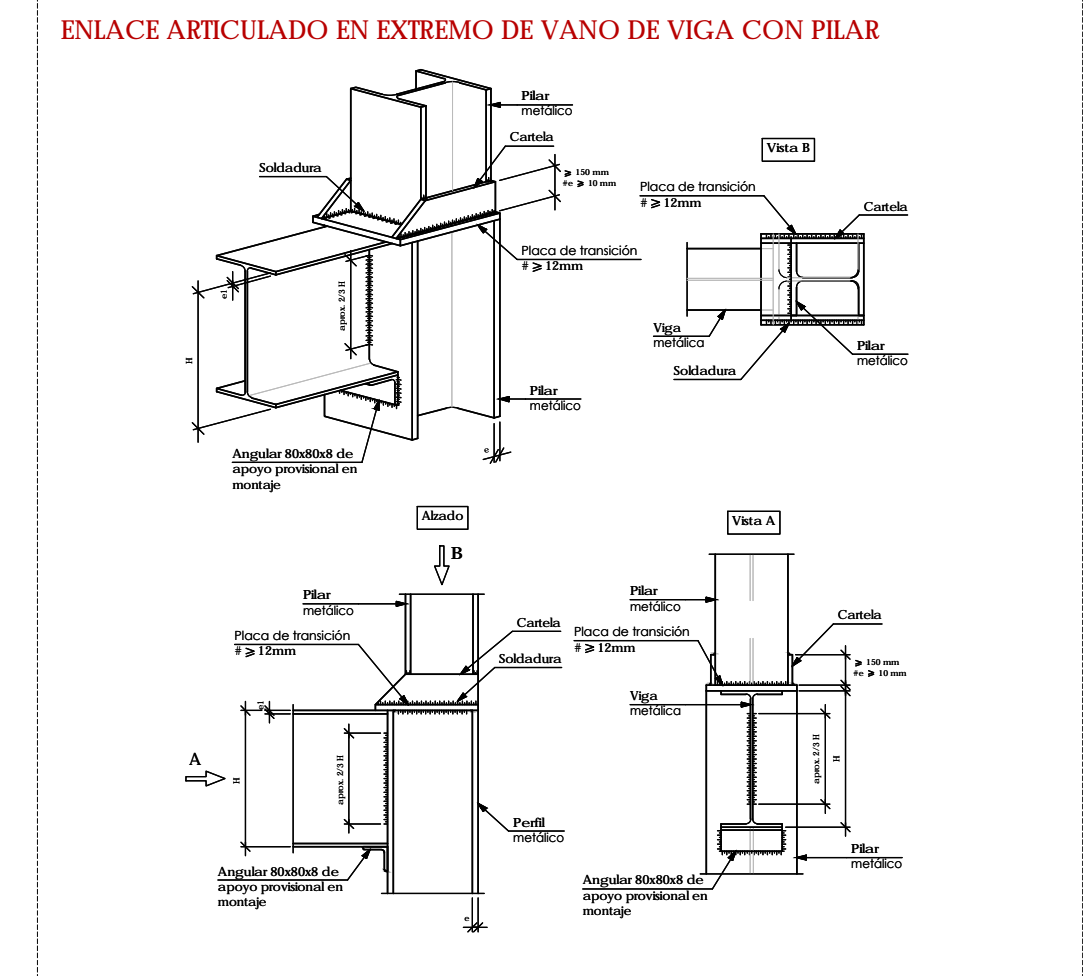 ENLACE ARTICULADO EN EXTREMO DE VANO DE VIGA CON PILAR
Pilar
metálico
Cartela
Soldadura
⩾ 150 mm
#e ⩾ 10 mm
Placa de transición
# ⩾ 12mm
e1
aprox. 2/3 H
H
Pilar
metálico
e
Angular 80x80x8 de
apoyo provisional en
montaje
Vista B
Placa de transición
# ⩾ 12mm
Cartela
Viga
metálica
Pilar
metálico
Soldadura
Alzado
B
Pilar
metálico
Cartela
Placa de transición
# ⩾ 12mm
Soldadura
e1
A
H
aprox. 2/3 H
Perfil
metálico
Angular 80x80x8 de
apoyo provisional en
montaje
e
Vista A
Pilar
metálico
Cartela
Placa de transición
# ⩾ 12mm
⩾ 150 mm
#e ⩾ 10 mm
Viga
metálica
aprox. 2/3 H
H
Pilar
metálico
Angular 80x80x8 de
apoyo provisional en
montaje